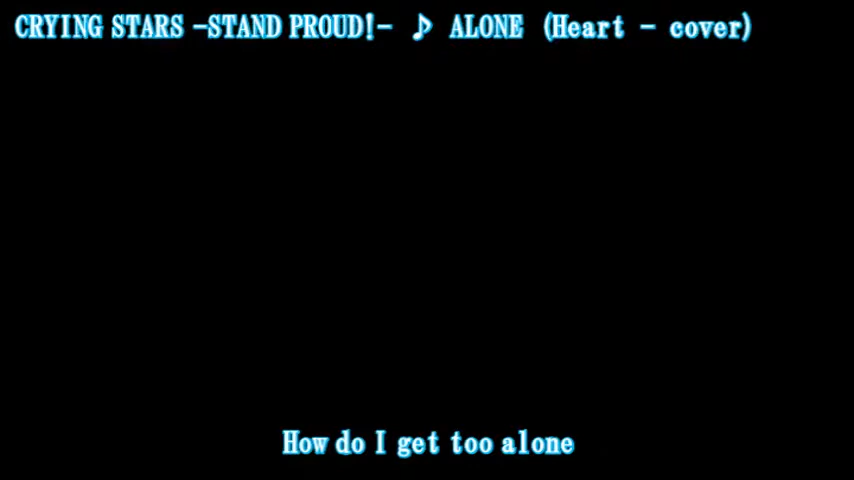 CRYING STARS -STAND PROUD!- ♪ ALONE (Heart - cover)
How do I get too alone